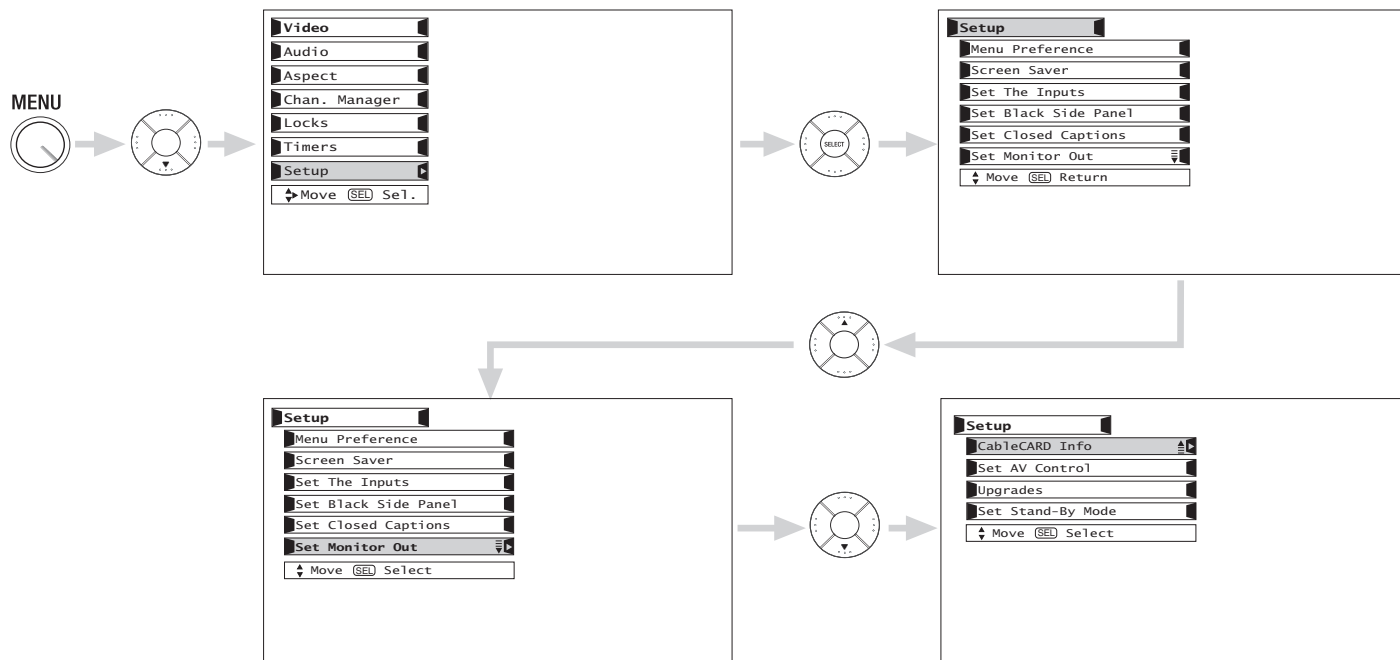 MENU
Video
Audio
Aspect
Chan. Manager
Locks
Timers
Setup
Move SEL Sel.
SELECT
Setup
Menu Preference
Screen Saver
Set The Inputs
Set Black Side Panel
Set Closed Captions
Set Monitor Out
Move SEL Return
Setup
Menu Preference
Screen Saver
Set The Inputs
Set Black Side Panel
Set Closed Captions
Set Monitor Out
Move SEL Select
Setup
CableCARD Info
Set AV Control
Upgrades
Set Stand-By Mode
Move SEL Select